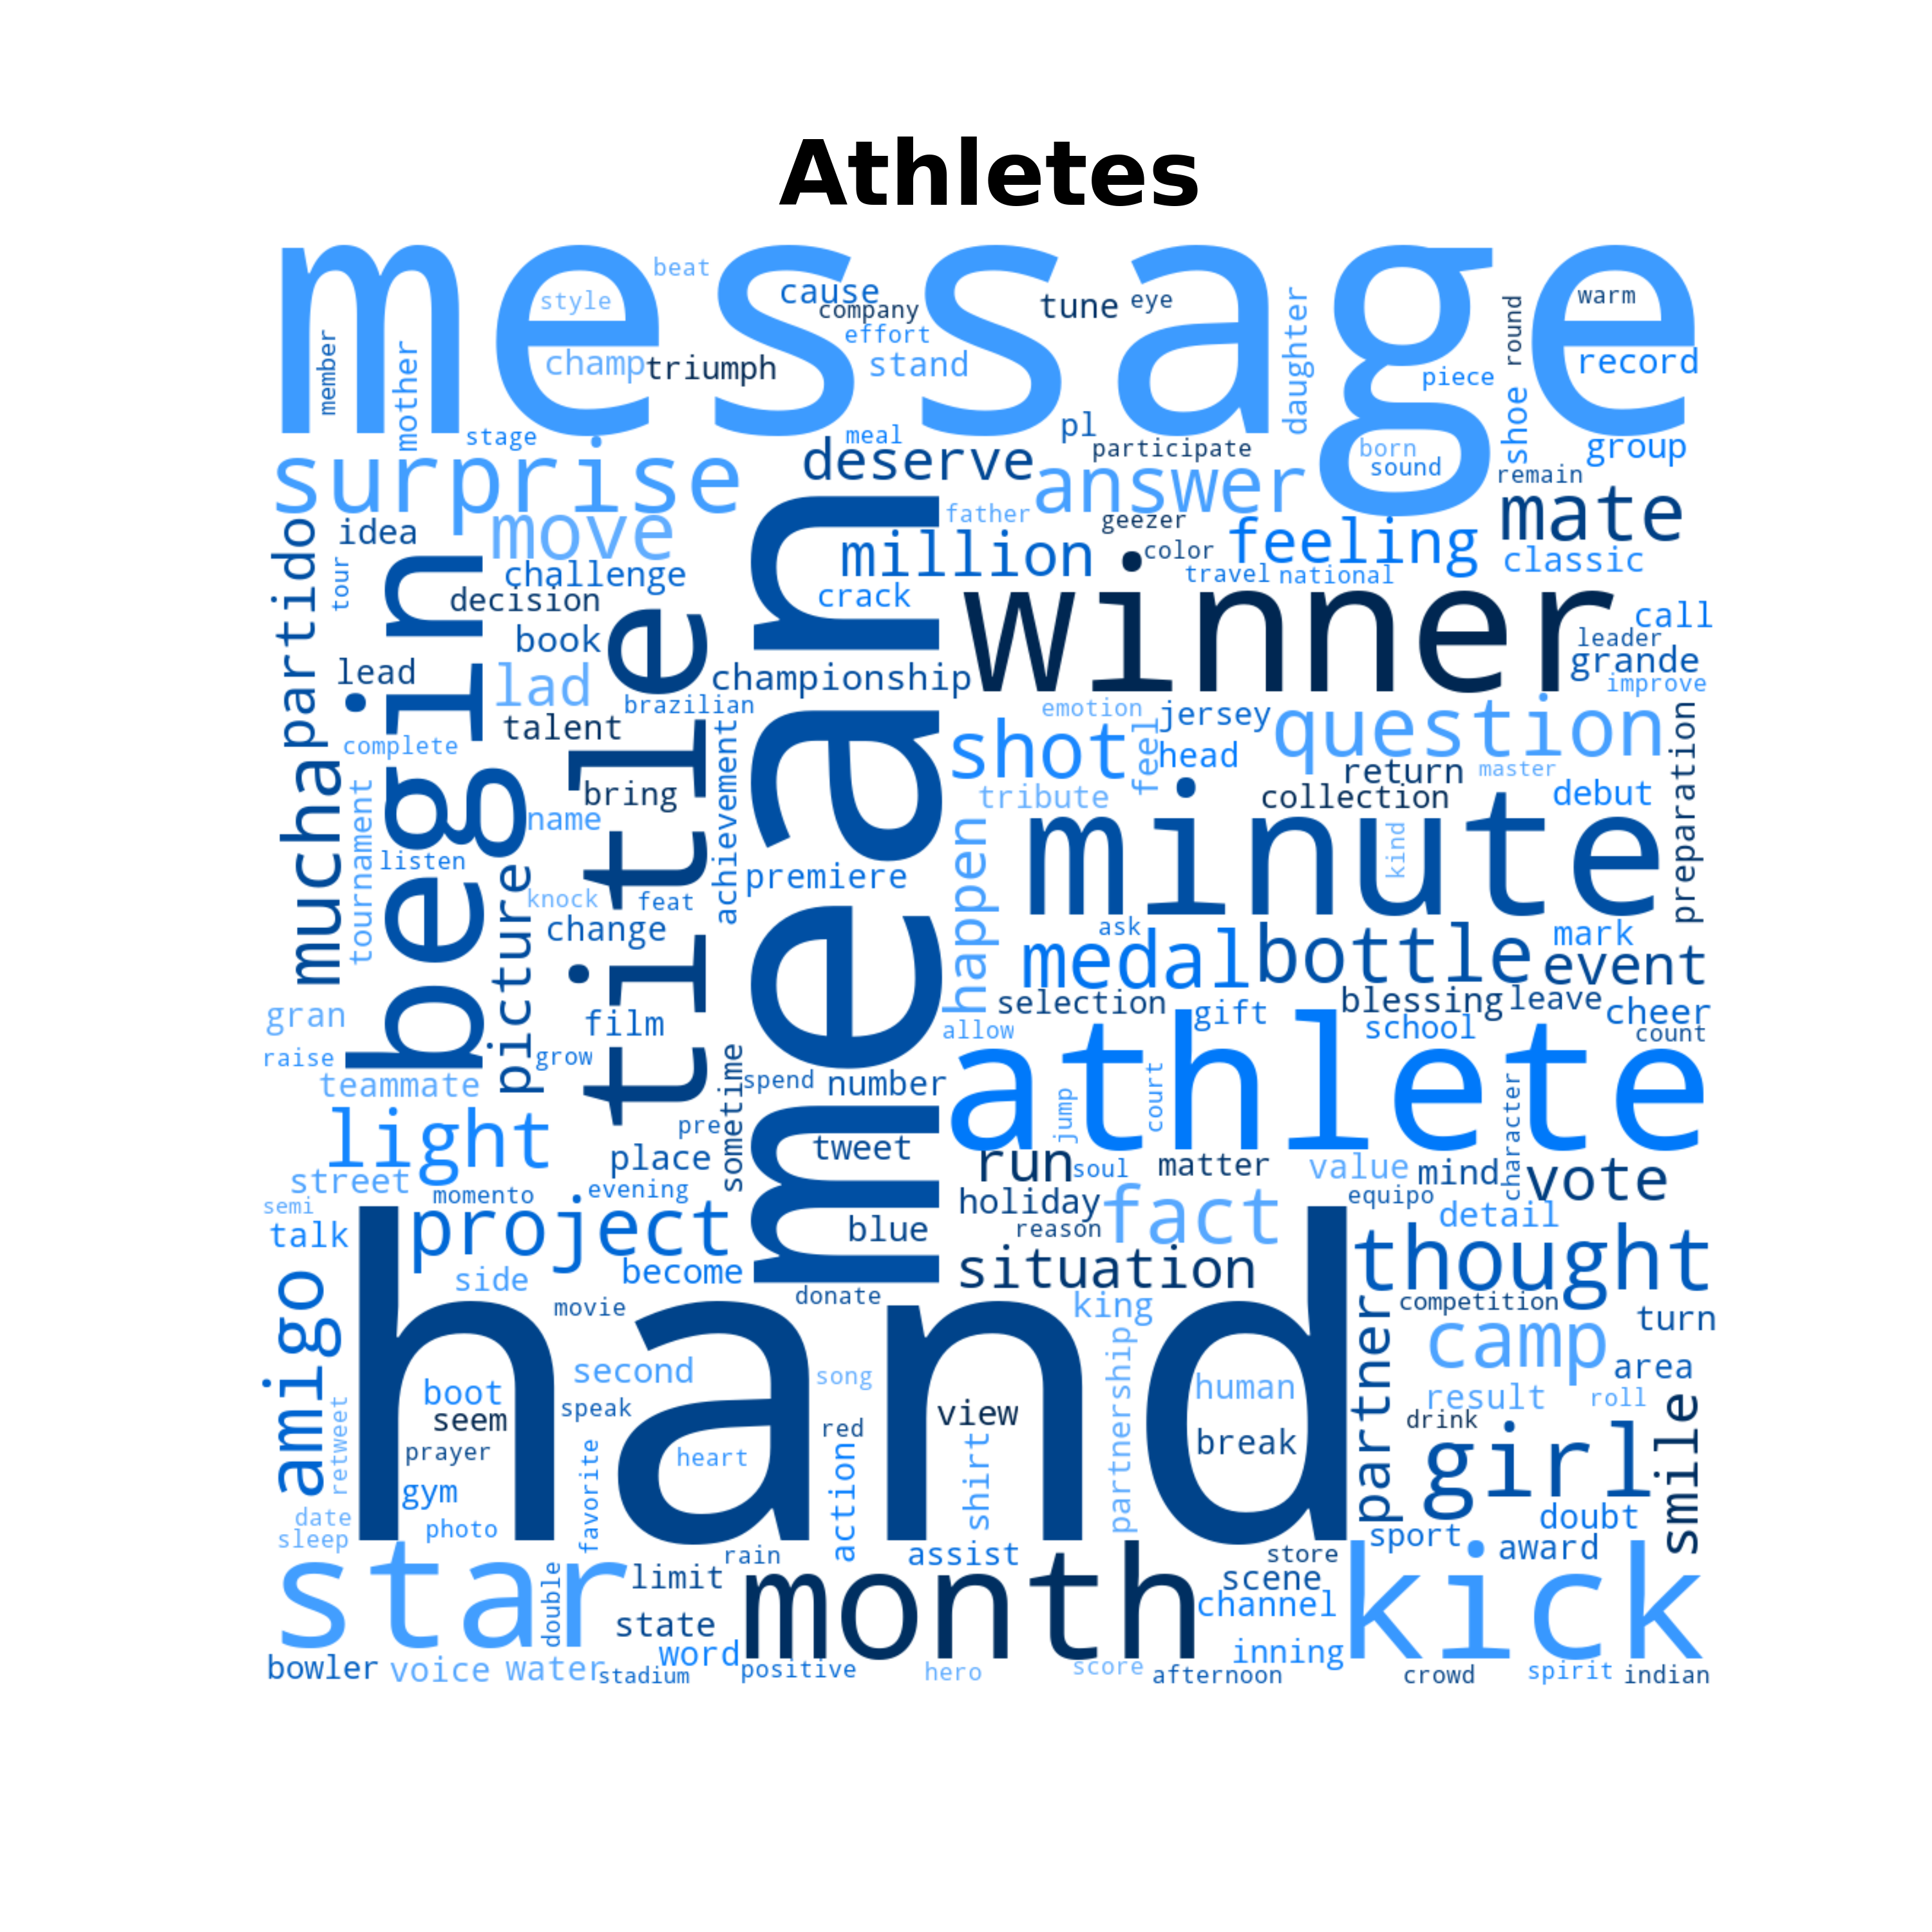 Athletes
message
beat
style
cause
company
tune
eye
warm
round
member
mother
champ
triumph
effort
stand
daughter
piece
record
shoe
stage
meal
pl
participate
born
sound
group
remain
surprise
deserve
answer
mate
father
geezer
feeling
classic
partido
idea
move
million
color
travel
national
tour
challenge
decision
crack
winner
call
leader
grande
improve
begin
book
title
mean
lead
lad
championship
brazilian
talent
emotion
jersey
question
shot
feel
head
return
master
preparation
complete
mucha
tournament
bring
name
achievement
tribute
collection
debut
minute
kind
listen
picture
premiere
happen
knock
feat
change
ask
medal
bottle
mark
event
selection
blessing
leave
gran
film
gift
school
cheer
count
allow
raise
grow
athlete
teammate
sometime
spend
number
jump
court
character
light
pre
place
tweet
run
soul
matter
value
mind
vote
street
momento
evening
holiday
fact
equipo
detail
semi
talk
project
blue
reason
thought
hand
side
become
situation
amigo
movie
donate
king
partner
competition
turn
camp
area
second
song
partnership
human
result
roll
boot
seem
speak
view
drink
smile
retweet
prayer
favorite
heart
red
action
shirt
break
girl
gym
date
photo
sleep
doubt
sport
star
rain
assist
store
award
kick
double
limit
month
scene
channel
state
word
inning
bowler
voice
water
stadium
positive
hero
score
afternoon
crowd
spirit
indian